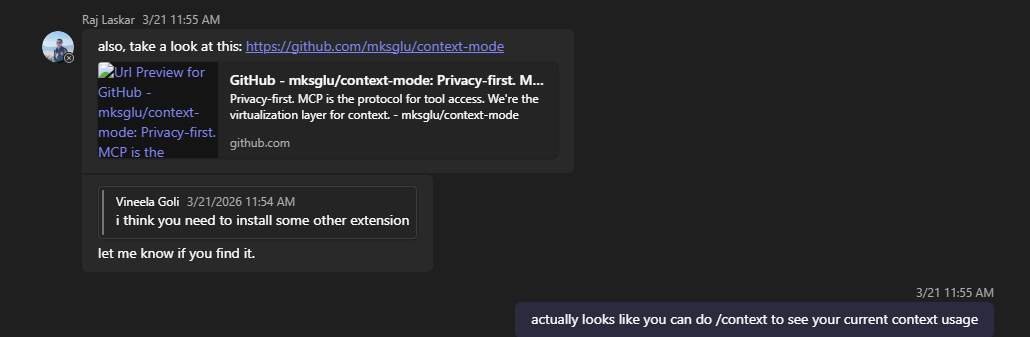 Raj Laskar 3/21 11:55 AM
also, take a look at this: https://github.com/mksglu/context-mode
Url Preview for
GitHub -
mksglu/context-
mode: Privacy-first.
MCP is the
GitHub - mksglu/context-mode: Privacy-first. M...
Privacy-first. MCP is the protocol for tool access. We're the
virtualization layer for context. - mksglu/context-mode
github.com
Vineela Goli 3/21/2026 11:54 AM
i think you need to install some other extension
let me know if you find it.
3/21 11:55 AM
actually looks like you can do /context to see your current context usage